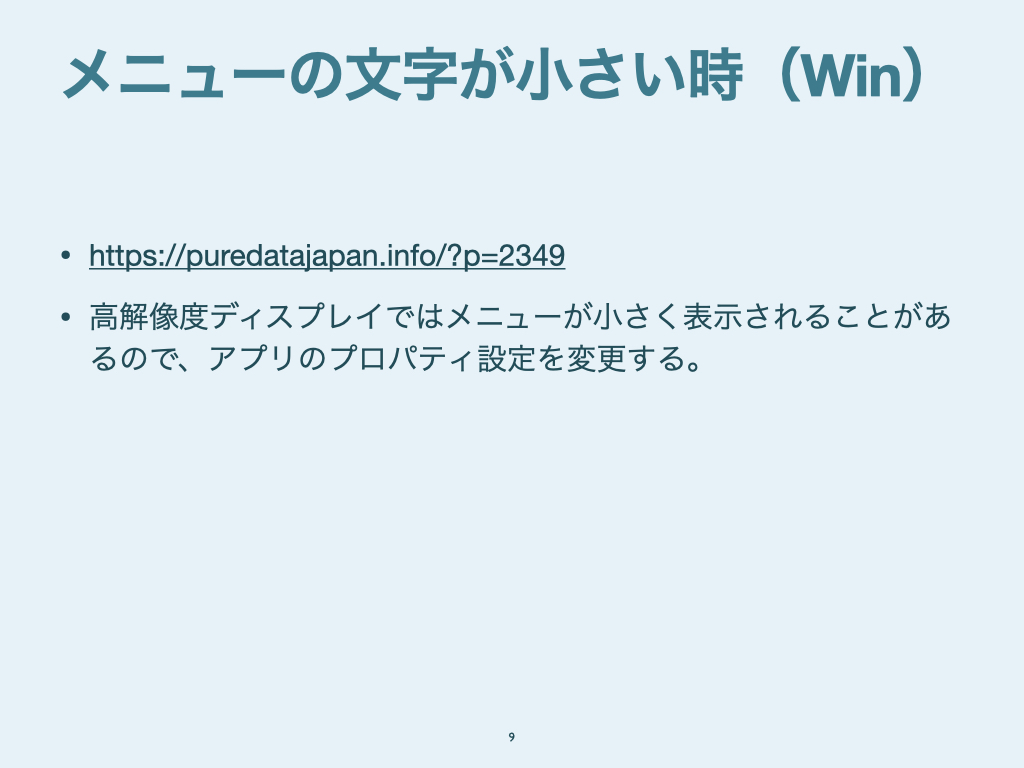 メニューの文字が小さい時（Win）
• https://puredatajapan.info/?p=2349
• 高解像度ディスプレイではメニューが小さく表示されることがあ
るので、アプリのプロパティ設定を変更する。
9